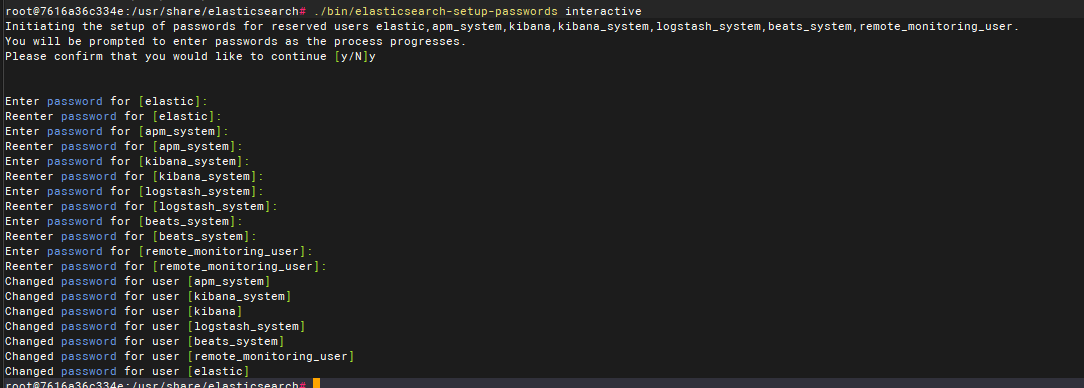 root@7616a36c334e:/usr/share/elasticsearch# ./bin/elasticsearch-setup-passwords interactive
Initiating the setup of passwords for reserved users elastic,apm_system,kibana,kibana_system,logstash_system,beats_system,remote_monitoring_user.
You will be prompted to enter passwords as the process progresses.
Please confirm that you would like to continue [y/N]y
Enter password for [elastic]:
Reenter password for [elastic]:
Enter password for [apm_system]:
Reenter password for [apm_system]:
Enter password for [kibana_system]:
Reenter password for [kibana_system]:
Enter password for [logstash_system]:
Reenter password for [logstash_system]:
Enter password for [beats_system]:
Reenter password for [beats_system]:
Enter password for [remote_monitoring_user]:
Reenter password for [remote_monitoring_user]:
Changed password for user [apm_system]
Changed password for user [kibana_system]
Changed password for user [kibana]
Changed password for user [logstash_system]
Changed password for user [beats_system]
Changed password for user [remote_monitoring_user]
Changed password for user [elastic]
root@7616a36c334e:/usr/share/elasticsearch#